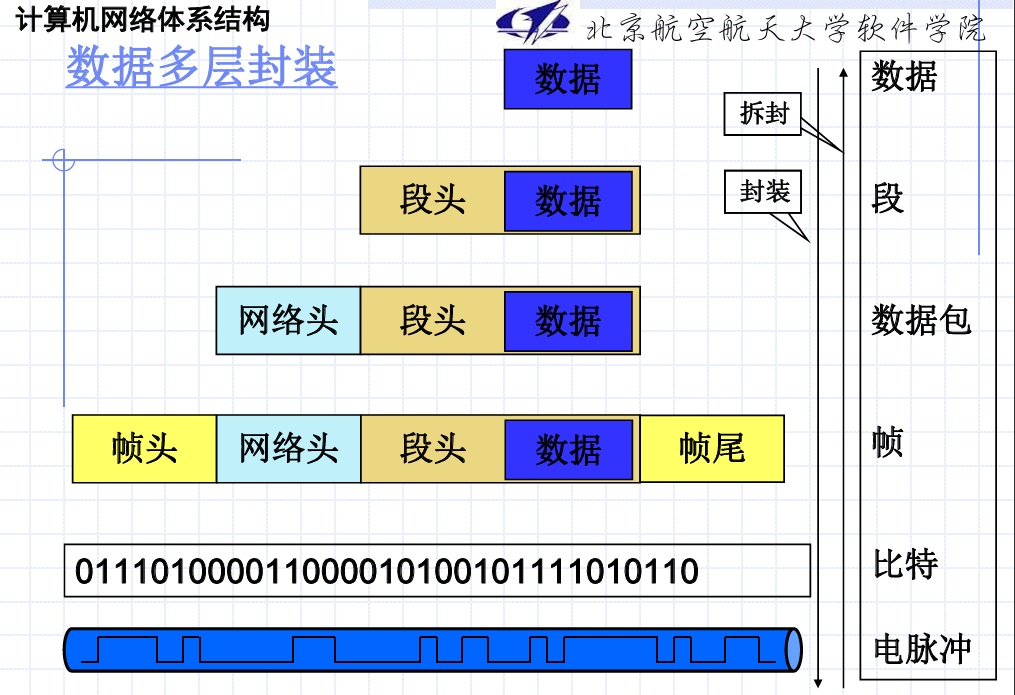 计算机网络体系结构
北京航空航天大学软件学院
数据多层封装
数据
拆封
数据
段头 数据
封装
段
网络头 段头 数据
数据包
帧头 网络头 段头 数据 帧尾
帧
0111010000110000101001011111010110
比特
电脉冲